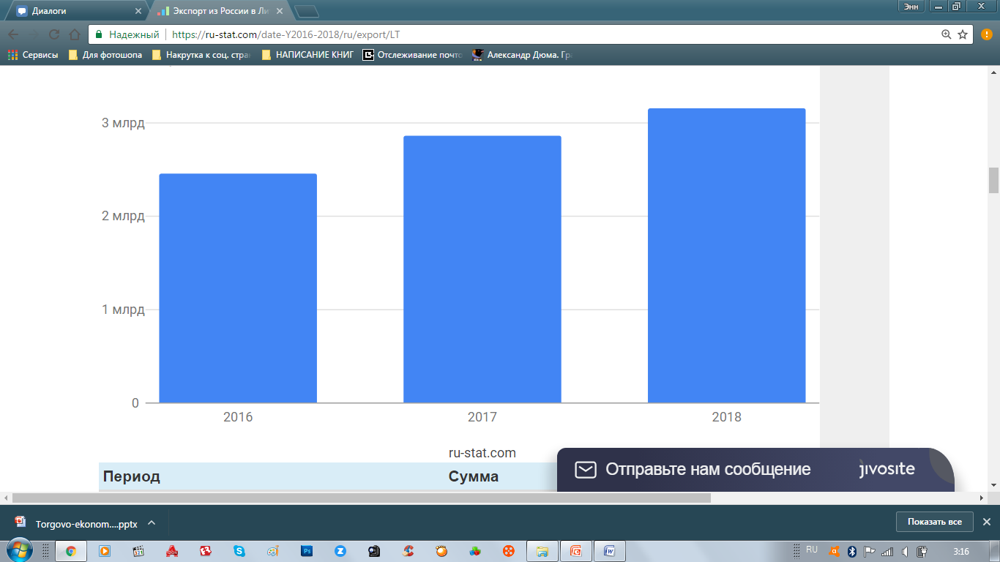 Диалоги
Экспорт из России в Ли
Энн
Надежный
https://ru-stat.com/date-Y2016-2018/ru/export/LT
Сервисы
Для фотошопа
Накрутка к соц. стран
НАПИСАНИЕ КНИГ
Отслеживание почто
Александр Дюма. Гра
3 млрд
2 млрд
1 млрд
0
2016
2017
2018
ru-stat.com
Период
Сумма
Отправьте нам сообщение
jivosite
Torgovo-ekonom....pptx
Показать все
RU
3:16